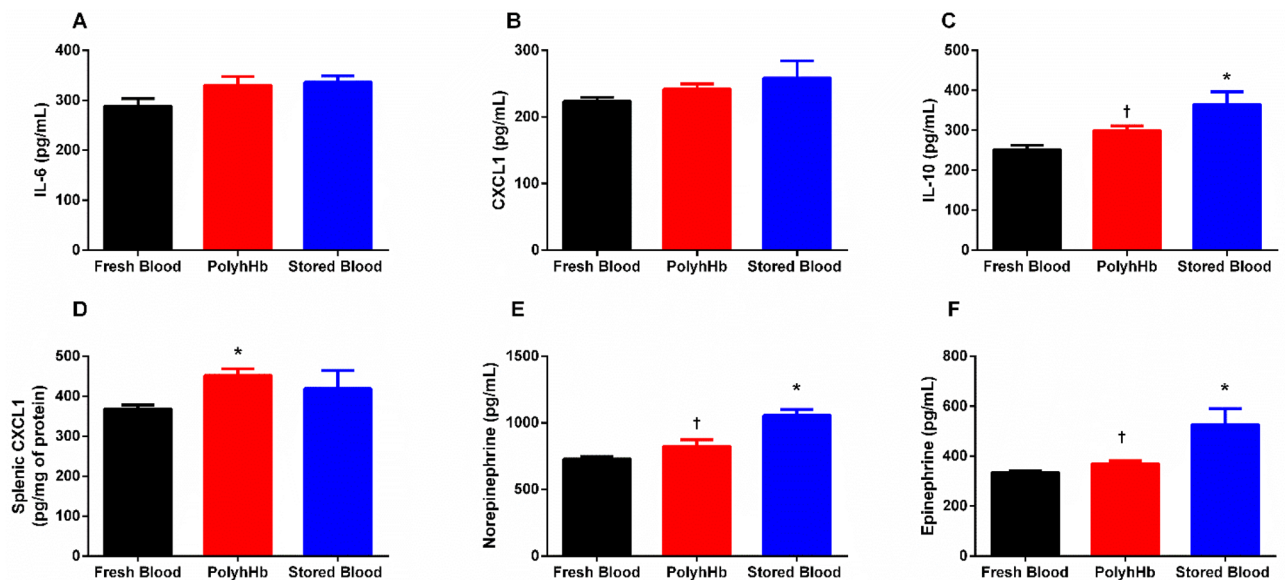 A
IL-6 (pg/mL)
400
300
200
100
0
Fresh Blood PolyhHb Stored Blood
B
CXCL1 (pg/mL)
300
200
100
0
Fresh Blood PolyhHb Stored Blood
C
IL-10 (pg/mL)
500
400
300
200
100
0
†
*
Fresh Blood PolyhHb Stored Blood
D
Splenic CXCL1
(pg/mg of protein)
500
400
300
200
100
0
*
Fresh Blood PolyhHb Stored Blood
E
Norepinephrine (pg/mL)
1500
1000
500
0
†
*
Fresh Blood PolyhHb Stored Blood
F
Epinephrine (pg/mL)
800
600
400
200
0
†
*
Fresh Blood PolyhHb Stored Blood